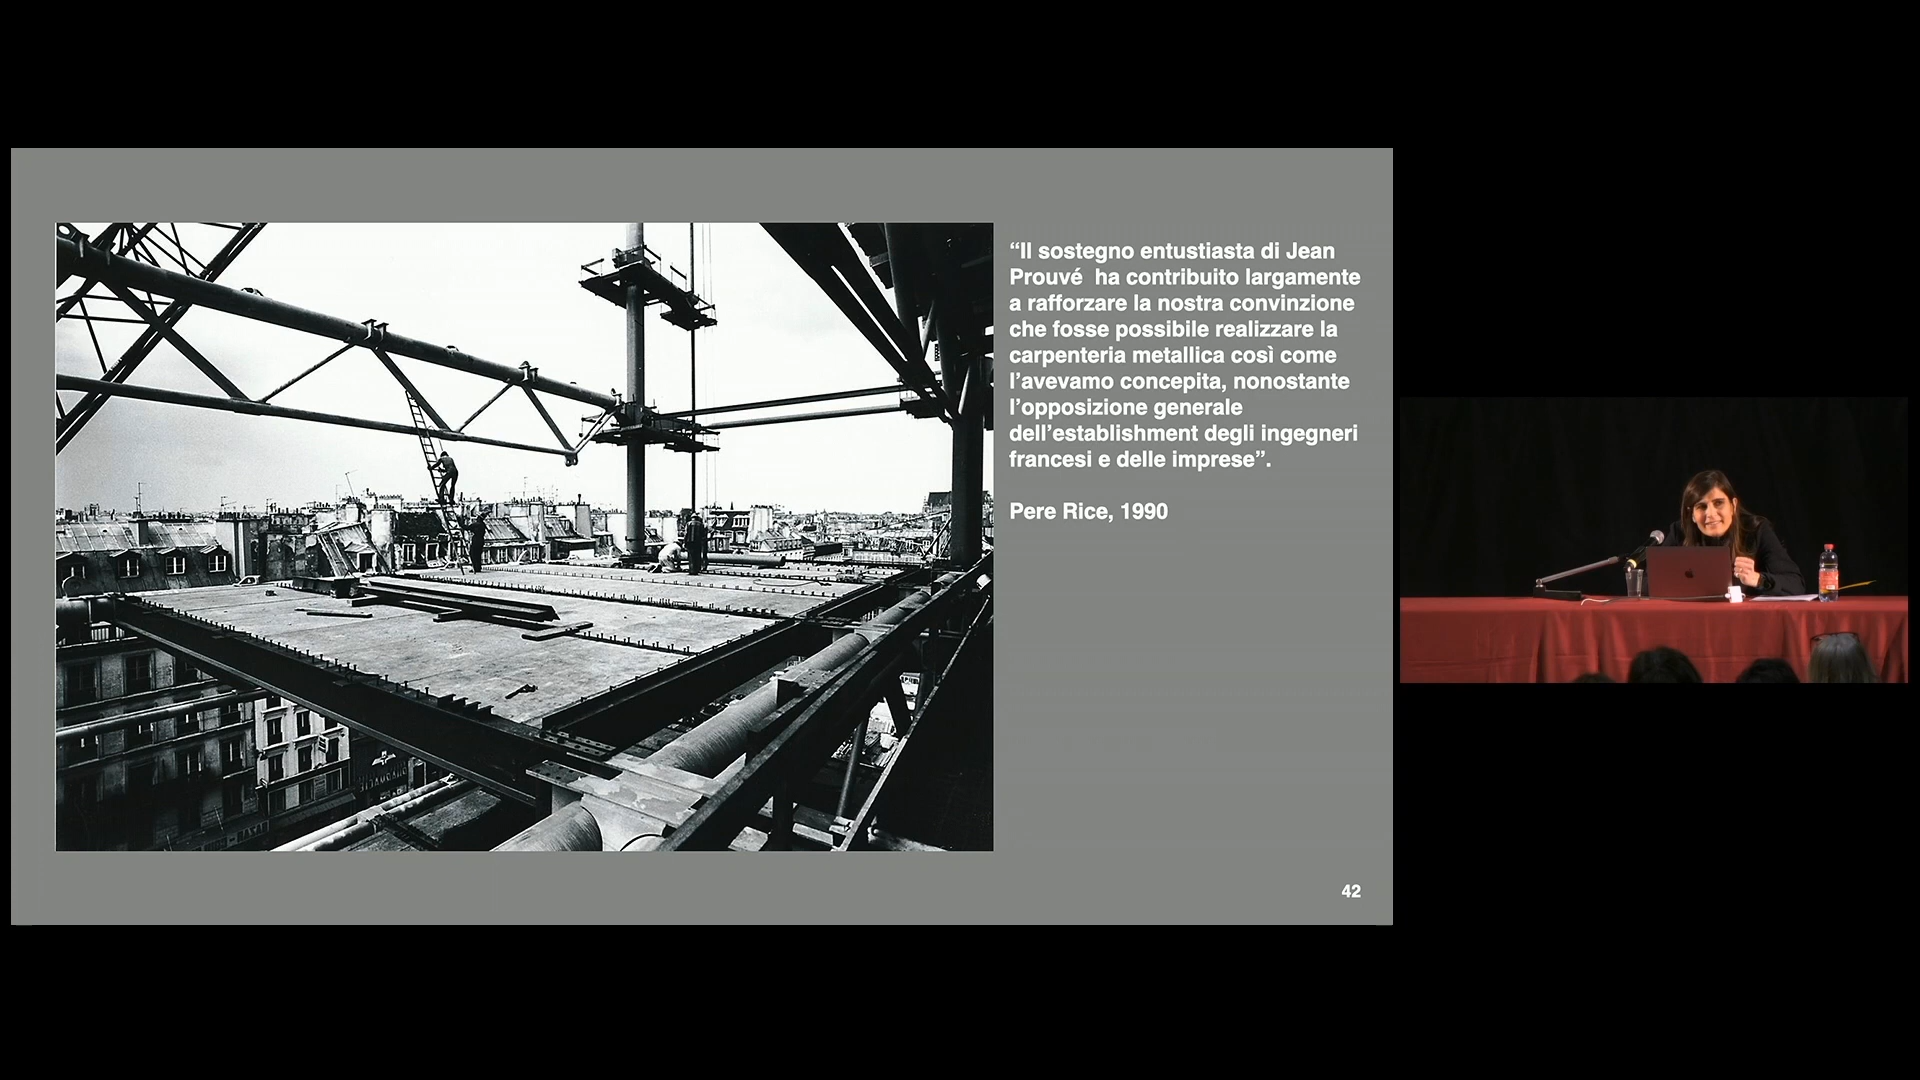 “Il sostegno entustiasta di Jean
Prouvé  ha contribuito largamente
a rafforzare la nostra convinzione
che fosse possibile realizzare la
carpenteria metallica così come
l’avevamo concepita, nonostante
l’opposizione generale
dell’establishment degli ingegneri
francesi e delle imprese”.
Pere Rice, 1990
42